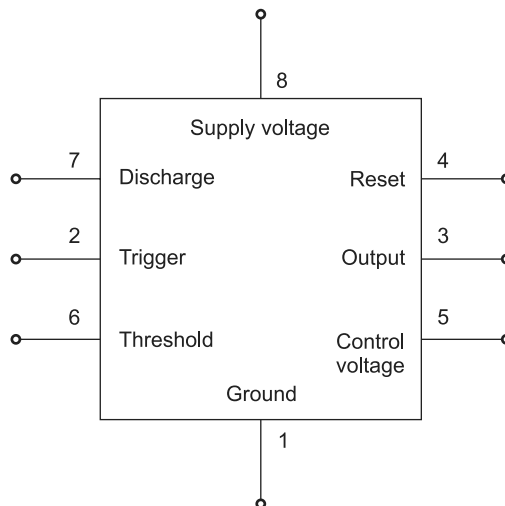 8
Supply voltage
7
4
Discharge
Reset
2
3
Trigger
Output
6
5
Threshold
Control
voltage
Ground
1